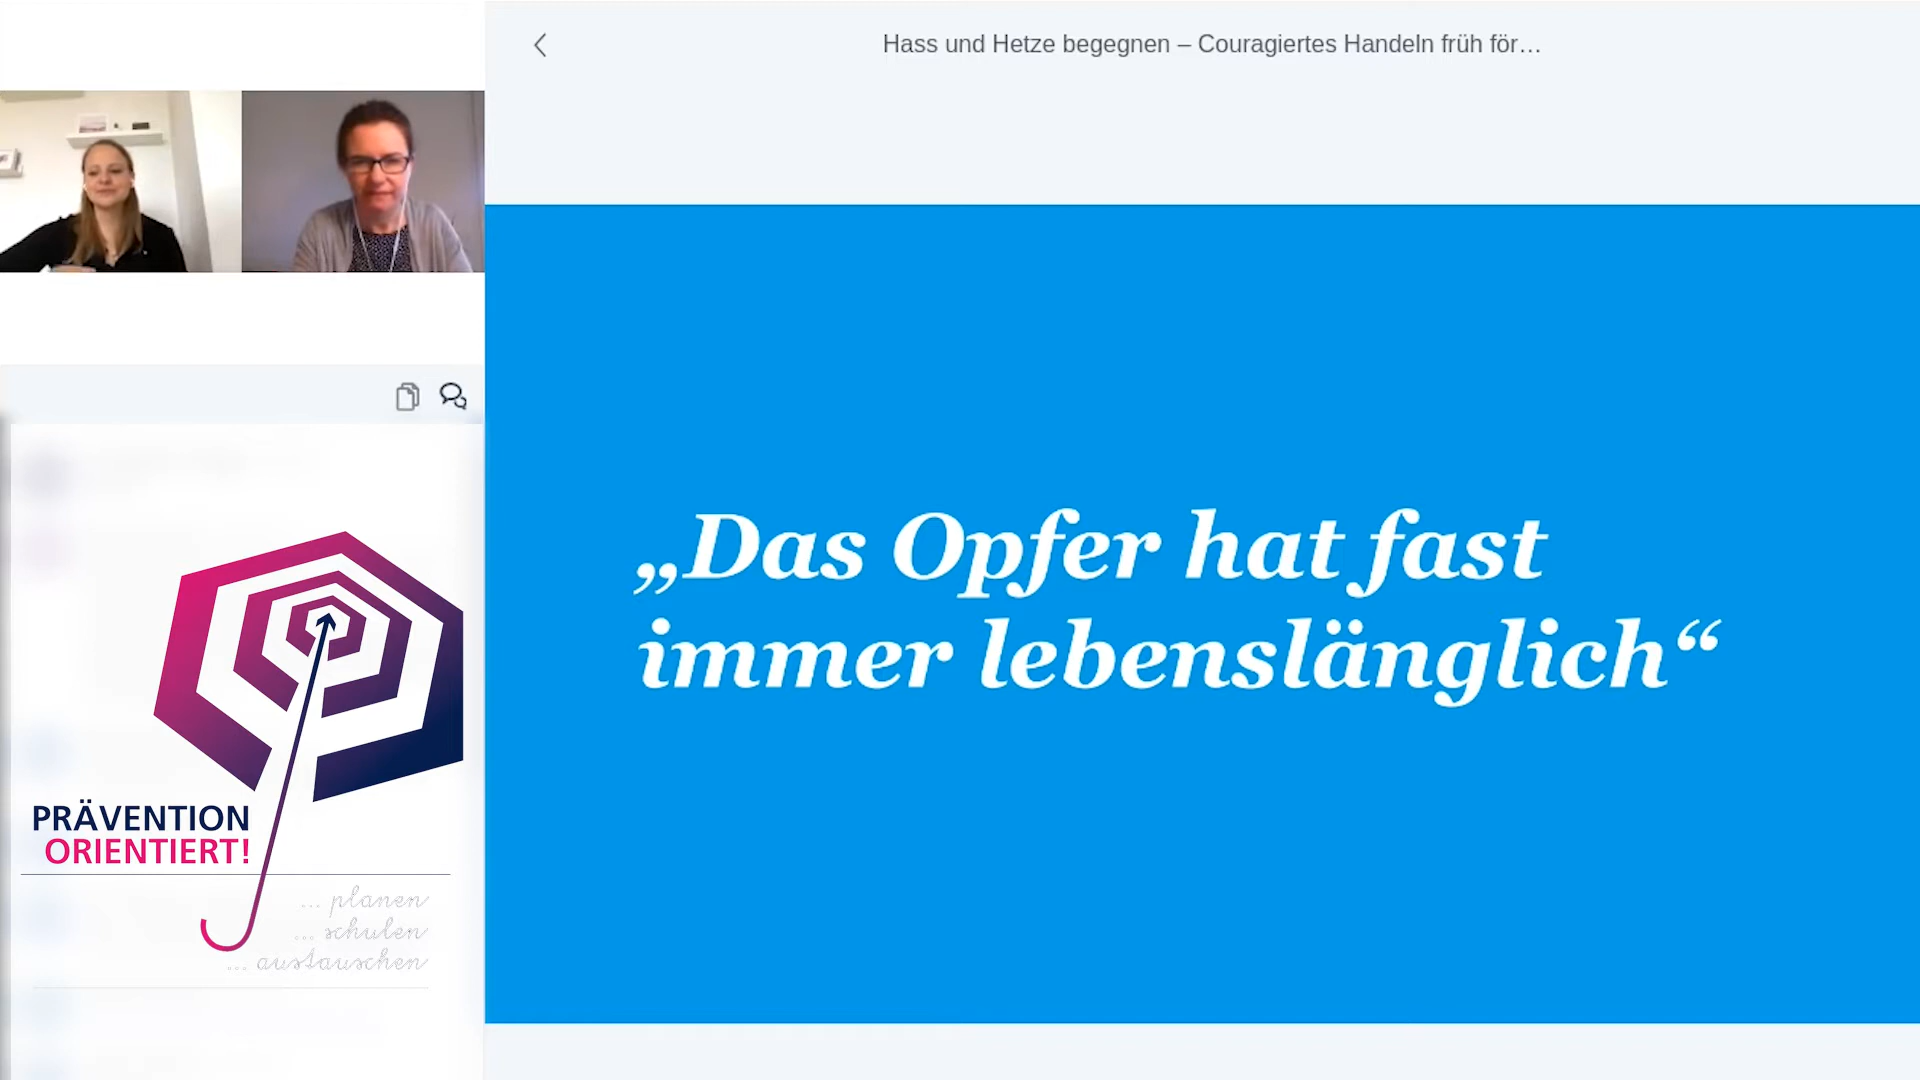 Hass und Hetze begegnen – Couragiertes Handeln früh för…
„Das Opfer hat fast
immer lebenslänglich“
PRÄVENTION
ORIENTIERT!
... planen
... schulen
... austauschen